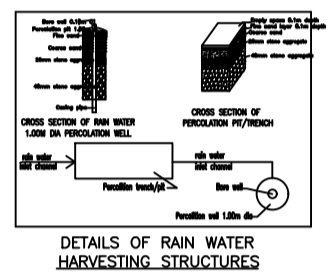 Bore well 0.15m
Percolation pit 1.00
Fine sand
Coarse sand
20mm stone aggregate
40mm stone aggregate
Casing pipe
CROSS SECTION OF RAIN WATER
1.00M DIA PERCOLATION WELL
Empty space 0.1m depth
Fine sand layer 0.1m depth
Coarse sand
20mm stone aggregate
40mm stone aggregate
CROSS SECTION OF
PERCOLATION PIT/TRENCH
rain water
inlet channel
Percolation trench/pit
rain water
inlet channel
Bore well
Percolation well 1.00m dia
DETAILS OF RAIN WATER
HARVESTING STRUCTURES